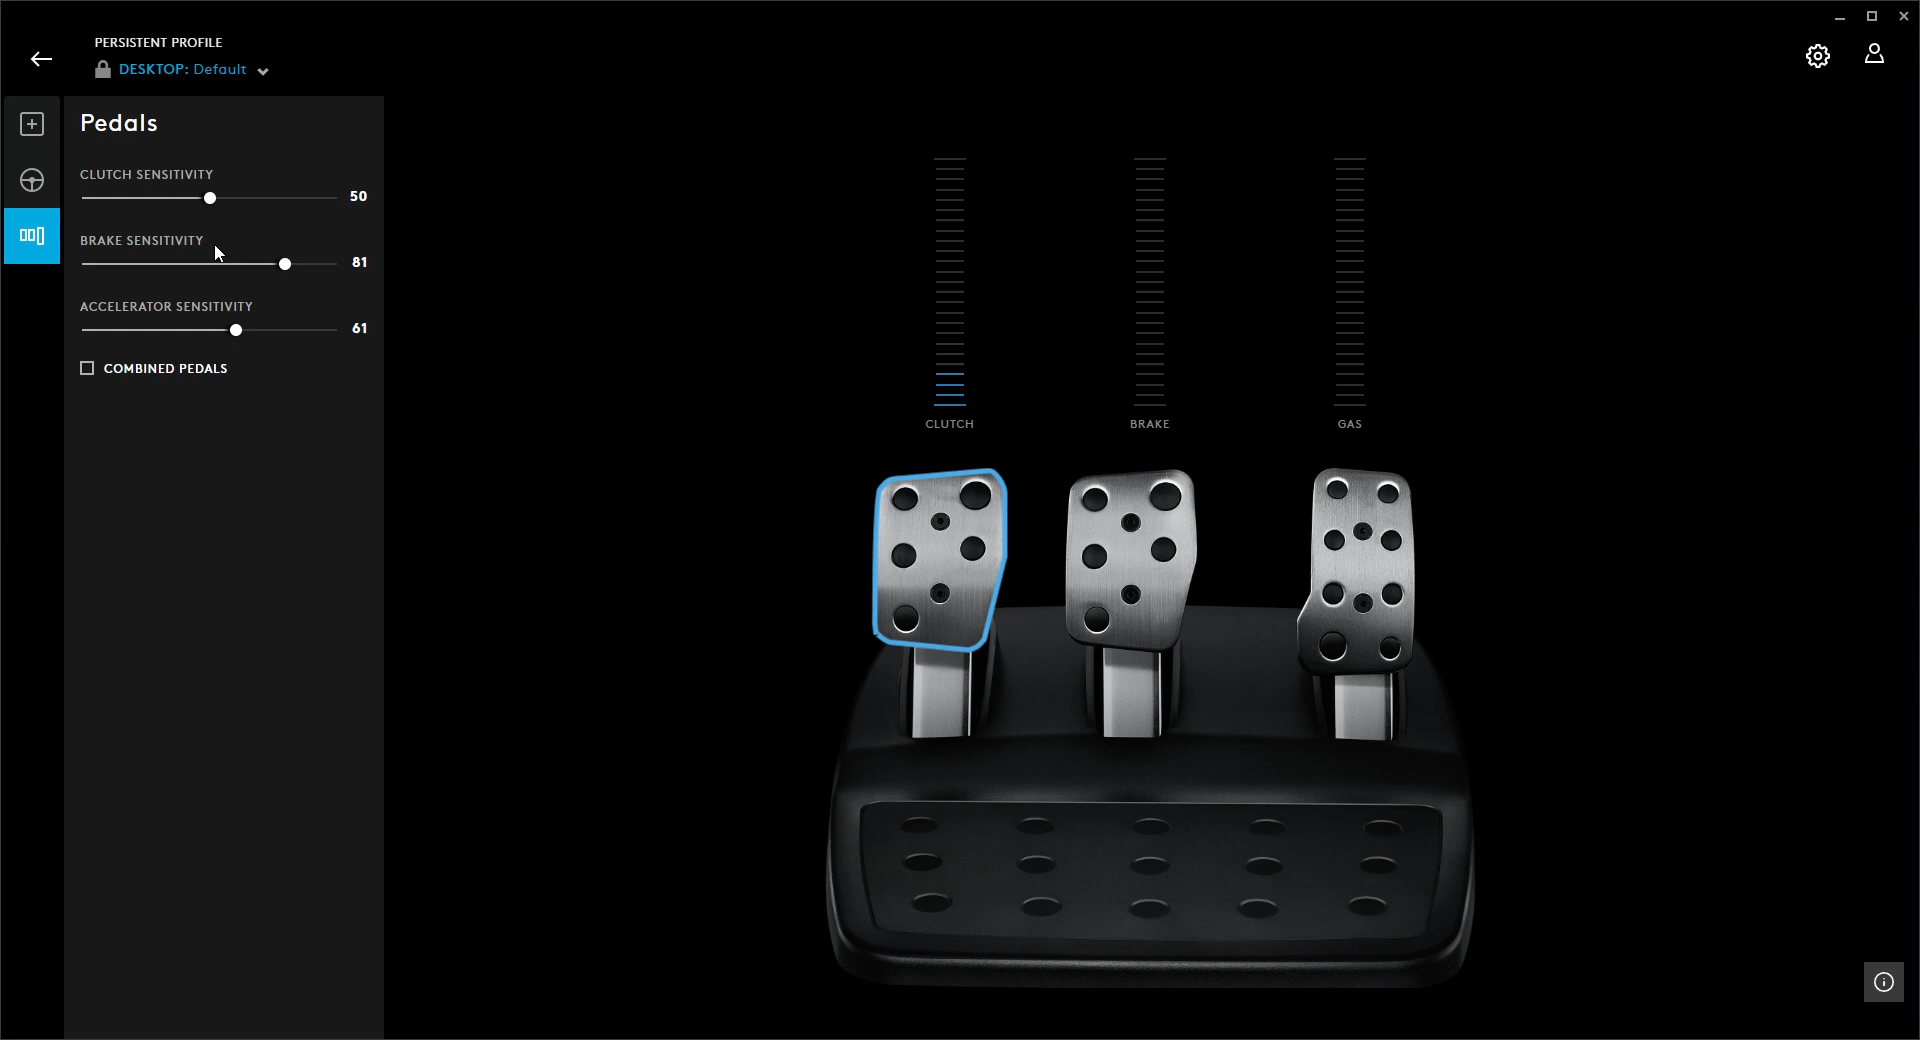 PERSISTENT PROFILE
DESKTOP: Default
Pedals
CLUTCH SENSITIVITY
50
BRAKE SENSITIVITY
81
ACCELERATOR SENSITIVITY
61
COMBINED PEDALS
CLUTCH
BRAKE
GAS